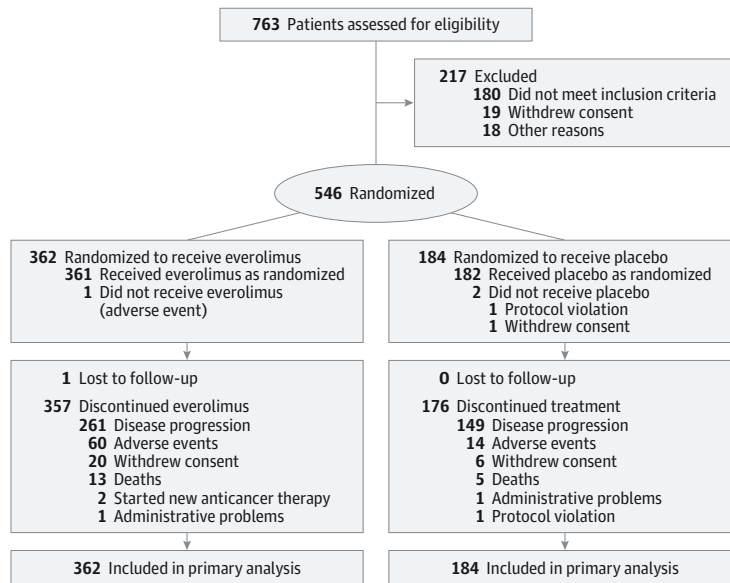 763 Patients assessed for eligibility
217 Excluded
180 Did not meet inclusion criteria
19 Withdrew consent
18 Other reasons
546 Randomized
362 Randomized to receive everolimus
361 Received everolimus as randomized
1 Did not receive everolimus
(adverse event)
184 Randomized to receive placebo
182 Received placebo as randomized
2 Did not receive placebo
1 Protocol violation
1 Withdrew consent
1 Lost to follow-up
357 Discontinued everolimus
261 Disease progression
60 Adverse events
20 Withdrew consent
13 Deaths
2 Started new anticancer therapy
1 Administrative problems
0 Lost to follow-up
176 Discontinued treatment
149 Disease progression
14 Adverse events
6 Withdrew consent
5 Deaths
1 Administrative problems
1 Protocol violation
362 Included in primary analysis
184 Included in primary analysis